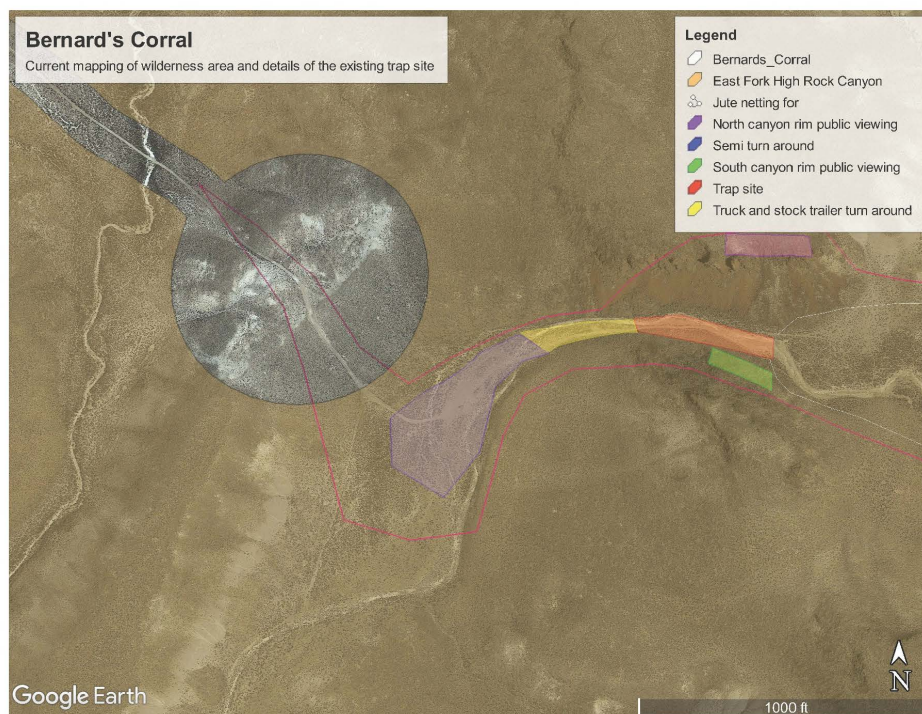 Bernard's Corral
Current mapping of wilderness area and details of the existing trap site
Legend
Bernards_Corral
East Fork High Rock Canyon
Jute netting for
North canyon rim public viewing
Semi turn around
South canyon rim public viewing
Trap site
Truck and stock trailer turn around
Google Earth
N
1000 ft